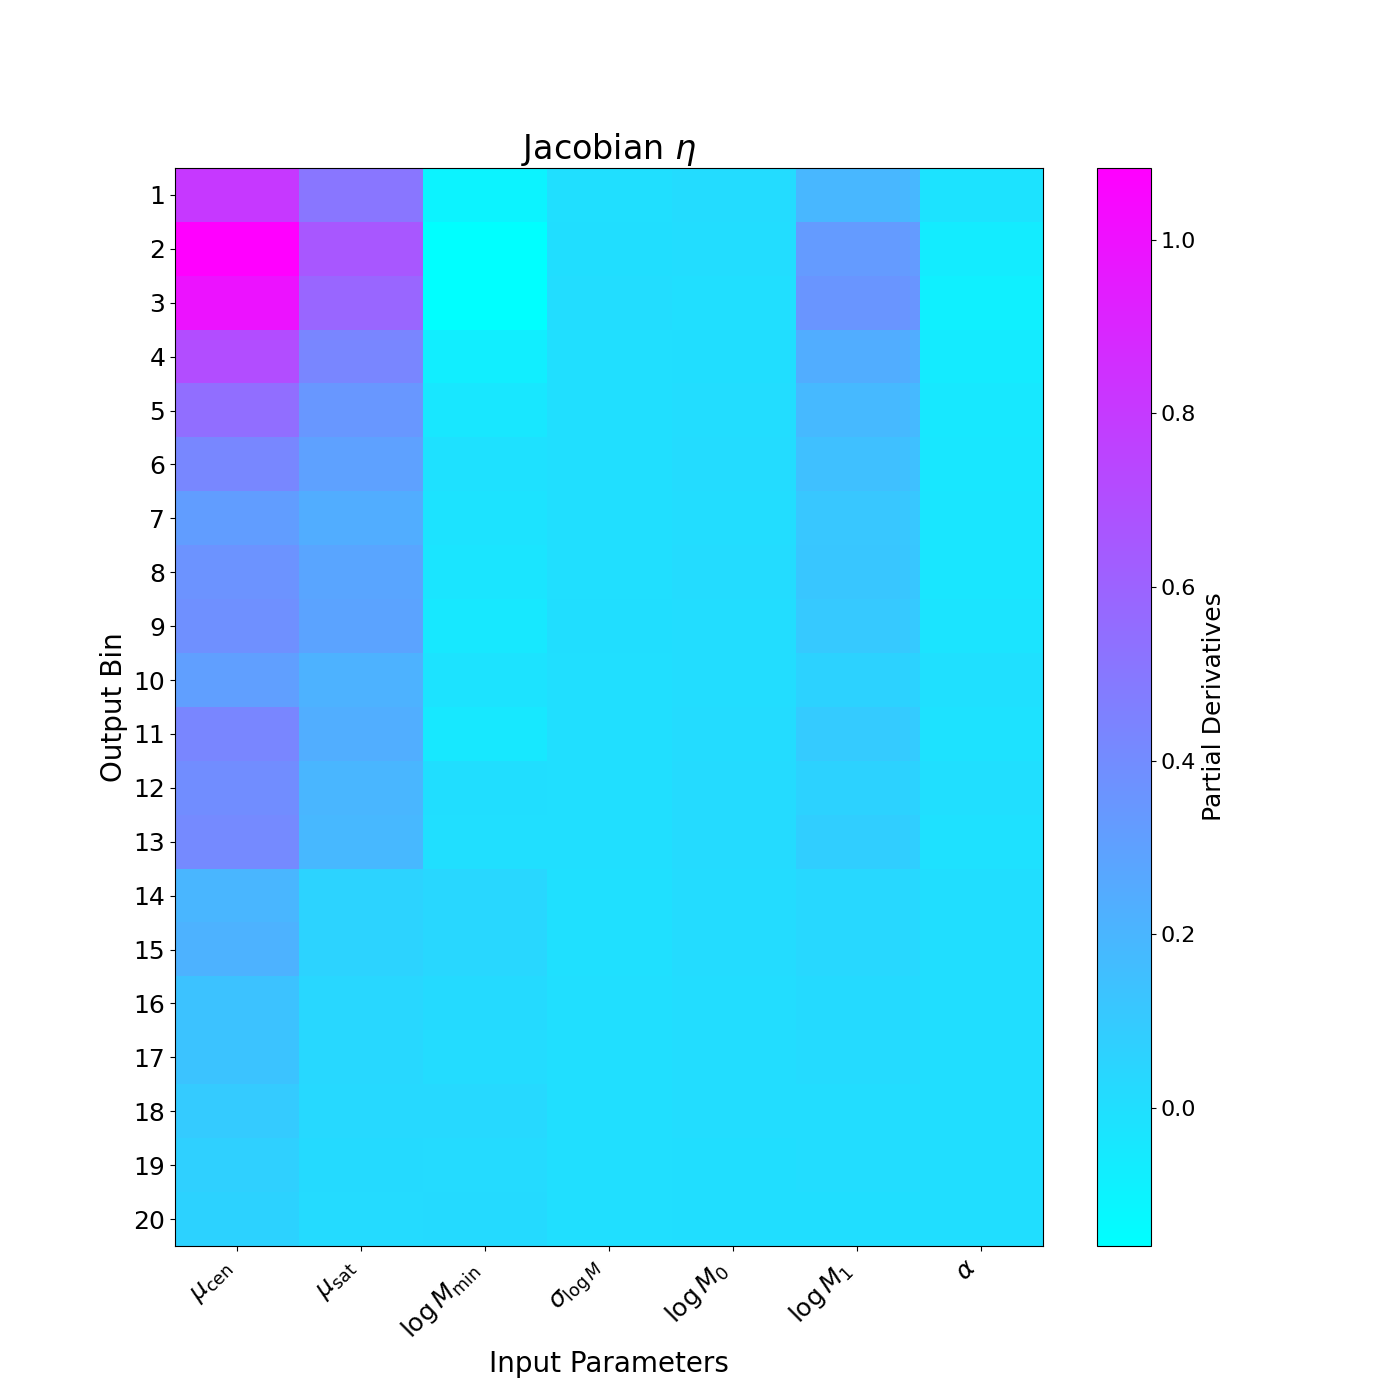 Jacobian η
1
2
3
4
5
6
7
8
9
10
11
12
13
14
15
16
17
18
19
20
Output Bin
μcen
μsat
log Mmin
σlog M
log M0
log M1
α
Input Parameters
1.0
0.8
0.6
0.4
0.2
0.0
Partial Derivatives